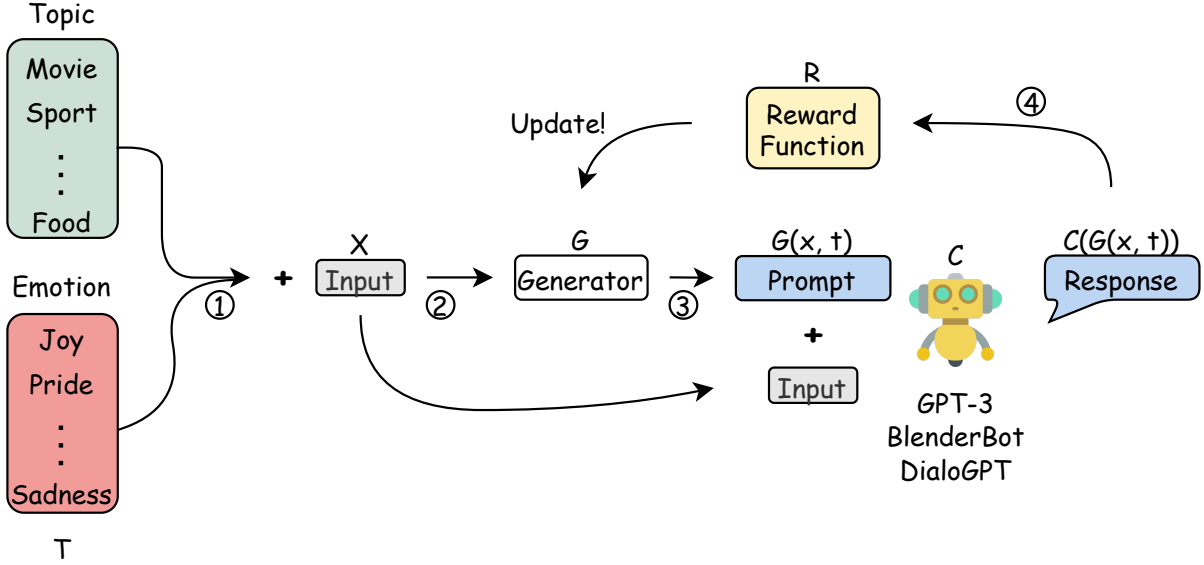 Topic
Movie
Sport
Food
Emotion
Joy
Pride
Sadness
T
①
+
X
Input
②
G
Generator
③
Update!
R
Reward
Function
④
G(x, t)
Prompt
+
Input
C
GPT-3
BlenderBot
DialoGPT
C(G(x, t))
Response